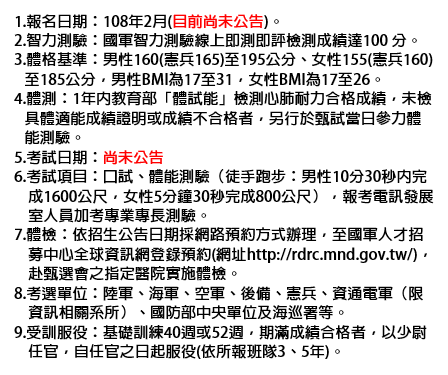 1.報名日期：108年2月(目前尚未公告)。
2.智力測驗：國軍智力測驗線上即測即評檢測成績達100 分。
3.體格基準：男性160(憲兵165)至195公分、女性155(憲兵160)
至185公分，男性BMI為17至31，女性BMI為17至26。
4.體測：1年內教育部「體試能」檢測心肺耐力合格成績，未檢
具體適能成績證明或成績不合格者，另行於甄試當日參力體
能測驗。
5.考試日期：尚未公告
6.考試項目：口試、體能測驗（徒手跑步：男性10分30秒內完
成1600公尺，女性5分鐘30秒完成800公尺），報考電訊發展
室人員加考專業專長測驗。
7.體檢：依招生公告日期採網路預約方式辦理，至國軍人才招
募中心全球資訊網登錄預約(網址http://rdrc.mnd.gov.tw/)，
赴甄選會之指定醫院實施體檢。
8.考選單位：陸軍、海軍、空軍、後備、憲兵、資通電軍（限
資訊相關系所）、國防部中央單位及海巡署等。
9.受訓服役：基礎訓練40週或52週，期滿成績合格者，以少尉
任官，自任官之日起服役(依所報班隊3、5年)。